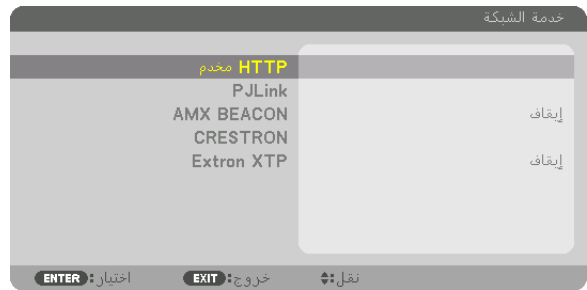 خدمة الشبكة
HTTP مخدم
PJLink
AMX BEACON إيقاف
CRESTRON
Extron XTP إيقاف
ENTER :اختيار EXIT :خروج نقل: